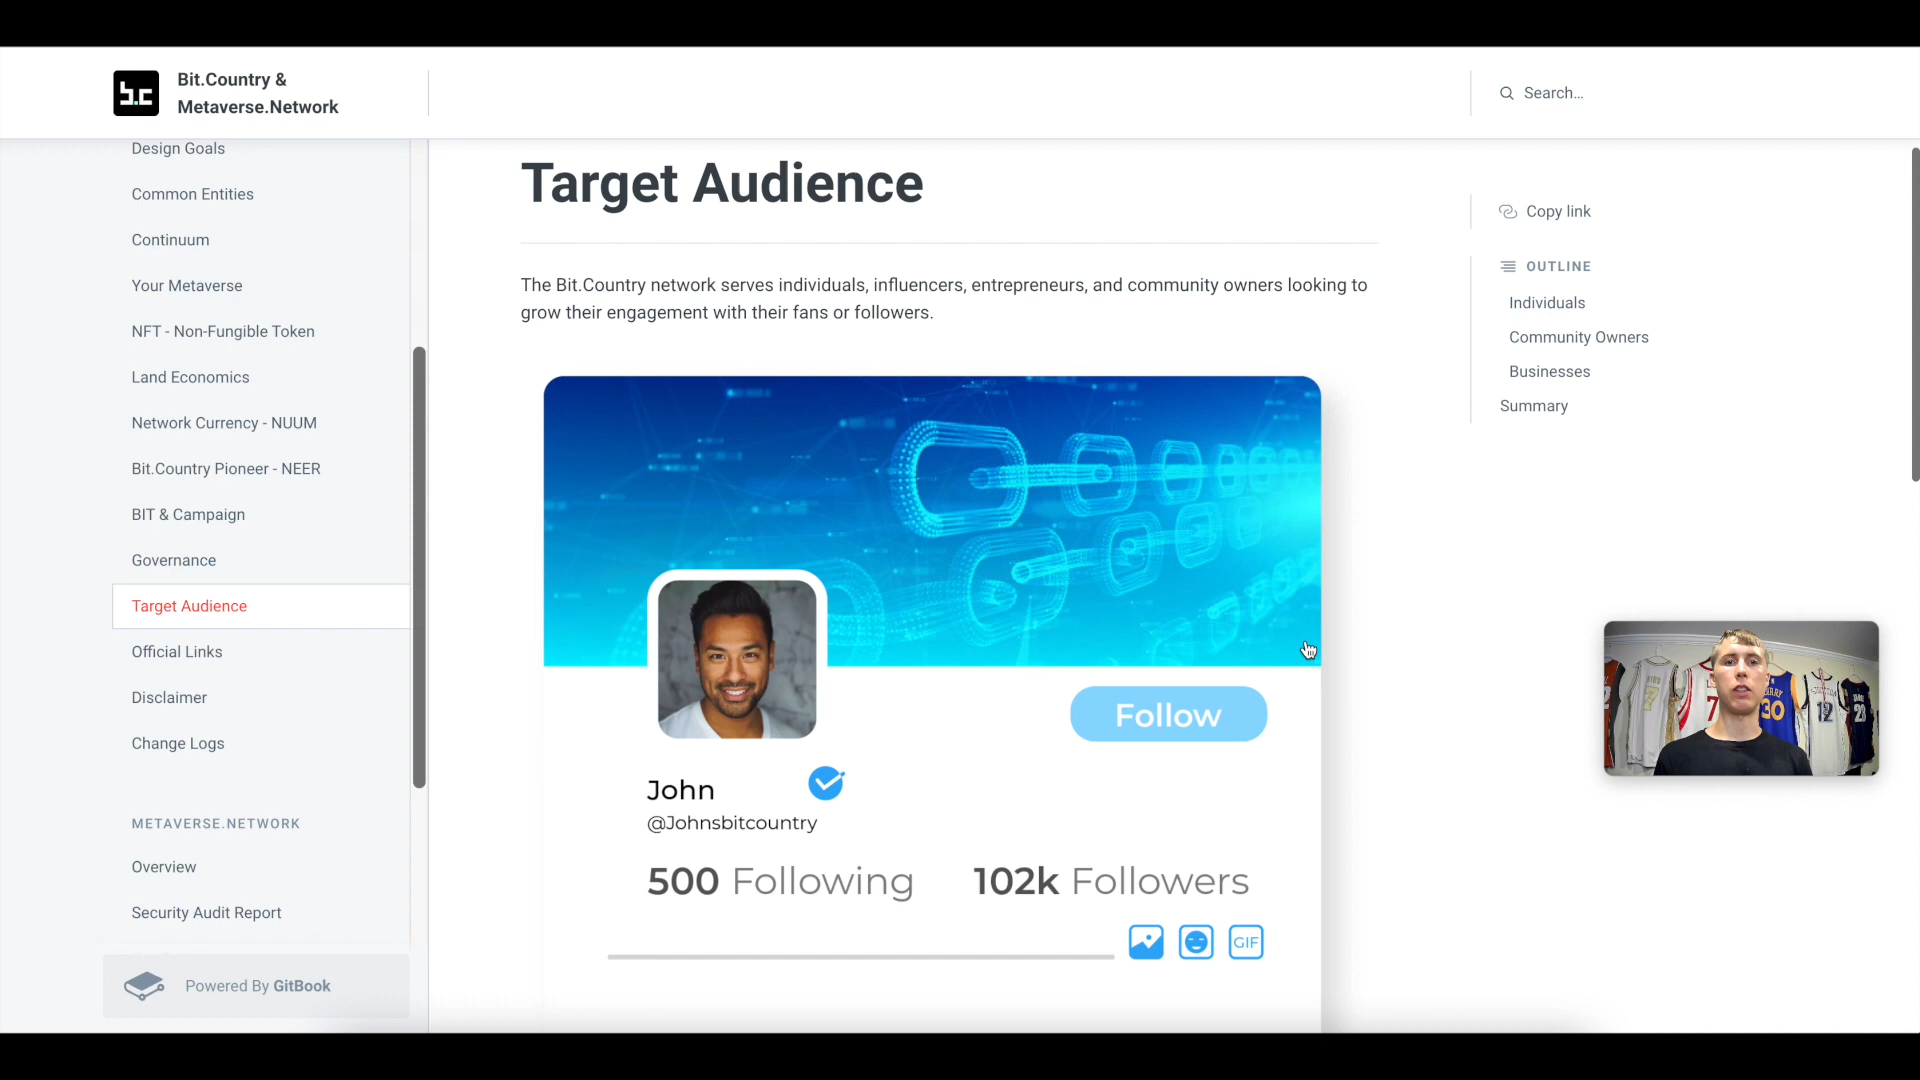 b.c
Bit.Country &
Metaverse.Network
Search...
Design Goals
Common Entities
Continuum
Your Metaverse
NFT - Non-Fungible Token
Land Economics
Network Currency - NUUM
Bit.Country Pioneer - NEER
BIT & Campaign
Governance
Target Audience
Official Links
Disclaimer
Change Logs
METAVERSE.NETWORK
Overview
Security Audit Report
Powered By GitBook
Target Audience
The Bit.Country network serves individuals, influencers, entrepreneurs, and community owners looking to
grow their engagement with their fans or followers.
Follow
John
@Johnsbitcountry
500 Following 102k Followers
GIF
Copy link
OUTLINE
Individuals
Community Owners
Businesses
Summary
30
12
23